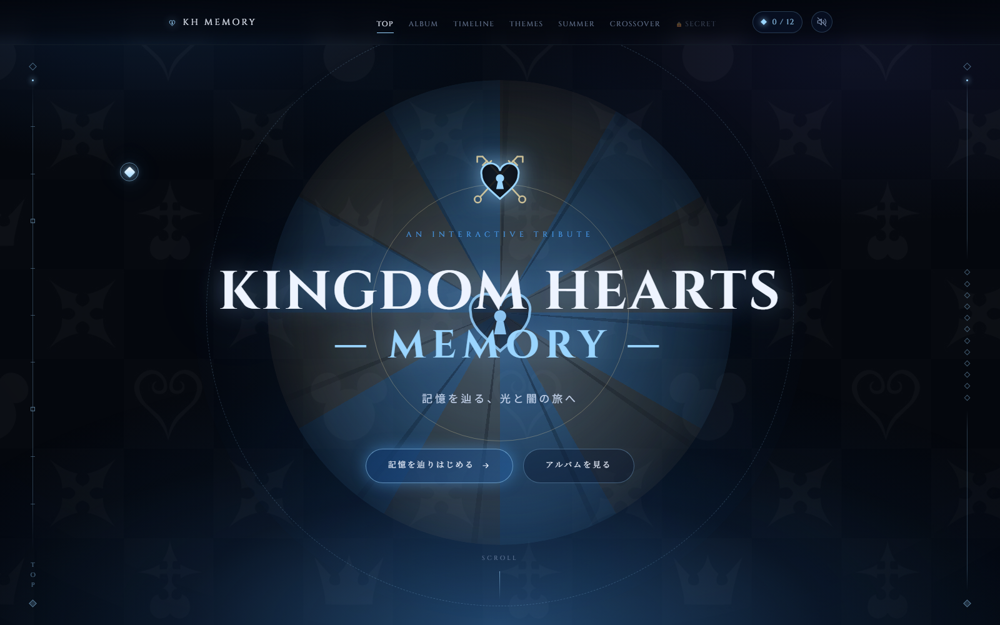 KH MEMORY
TOP ALBUM TIMELINE THEMES SUMMER CROSSOVER SECRET
0 / 12
AN INTERACTIVE TRIBUTE
KINGDOM HEARTS
— MEMORY —
記憶を辿る、光と闇の旅へ
記憶を辿りはじめる →
アルバムを見る
SCROLL
TOP